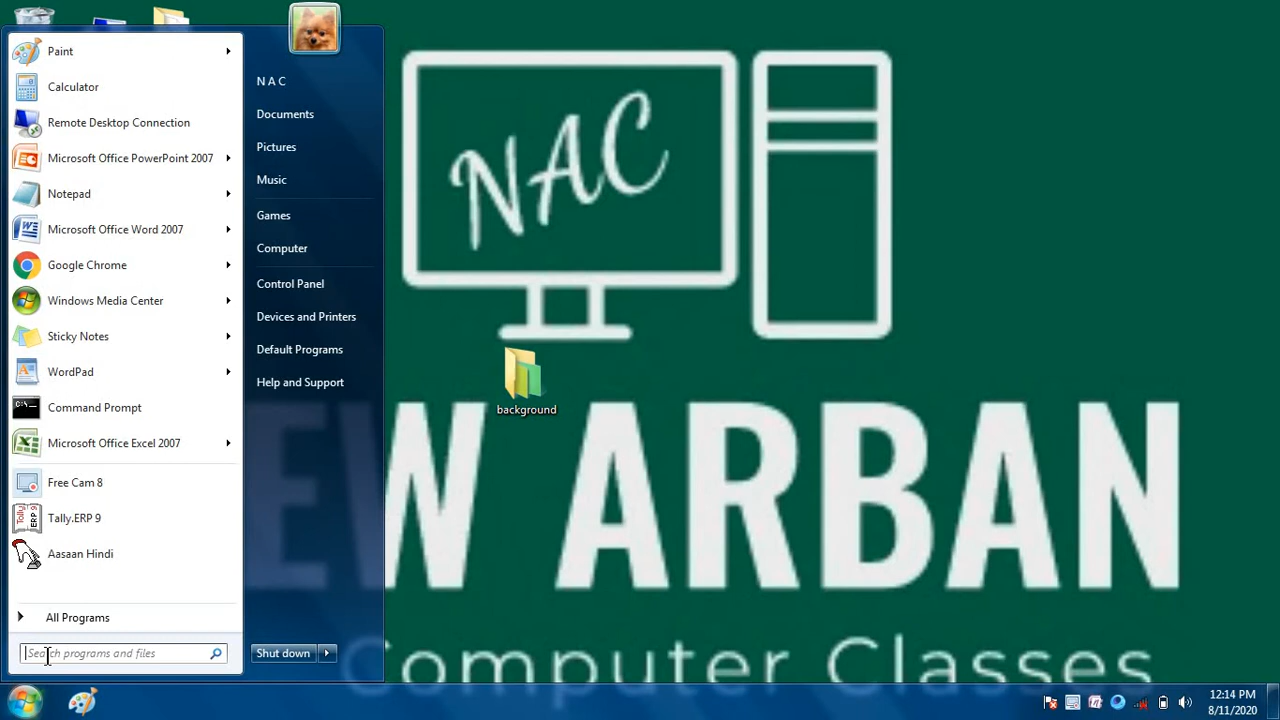 Paint
Calculator
Remote Desktop Connection
Microsoft Office PowerPoint 2007
Notepad
Microsoft Office Word 2007
Google Chrome
Windows Media Center
Sticky Notes
WordPad
Command Prompt
Microsoft Office Excel 2007
Free Cam 8
Tally.ERP 9
Aasaan Hindi
All Programs
Search programs and files
N A C
Documents
Pictures
Music
Games
Computer
Control Panel
Devices and Printers
Default Programs
Help and Support
Shut down
NAC
background
EW ARBAN
Computer Classes
12:14 PM
8/11/2020